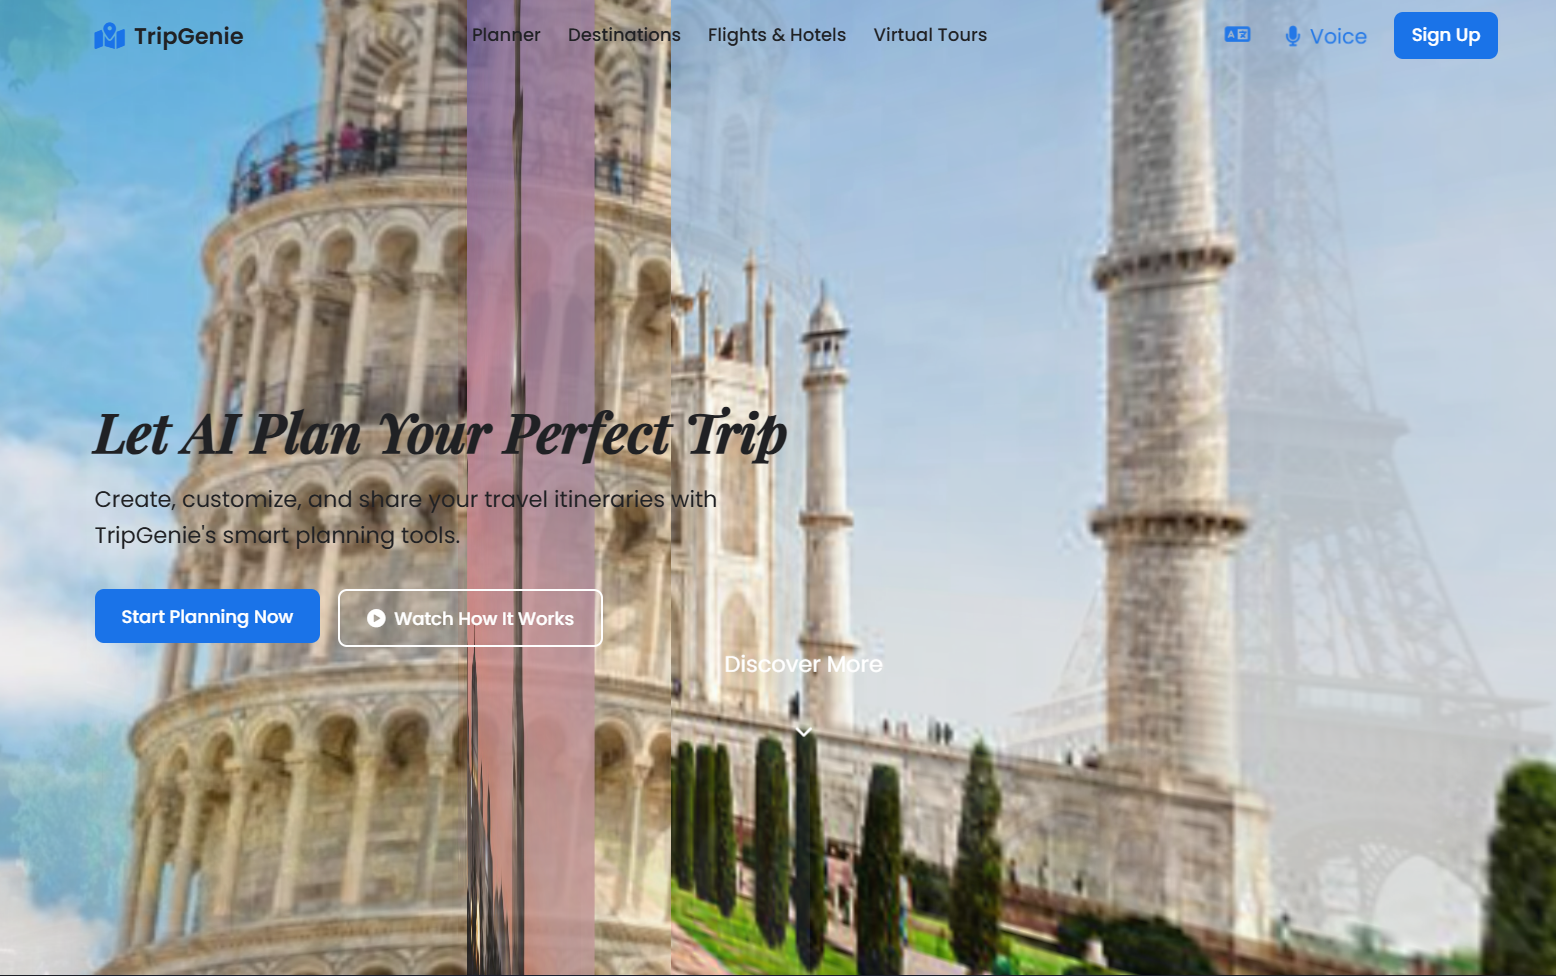 TripGenie
Planner
Destinations
Flights & Hotels
Virtual Tours
Voice
Sign Up
Let AI Plan Your Perfect Trip
Create, customize, and share your travel itineraries with
TripGenie's smart planning tools.
Start Planning Now
Watch How It Works
Discover More